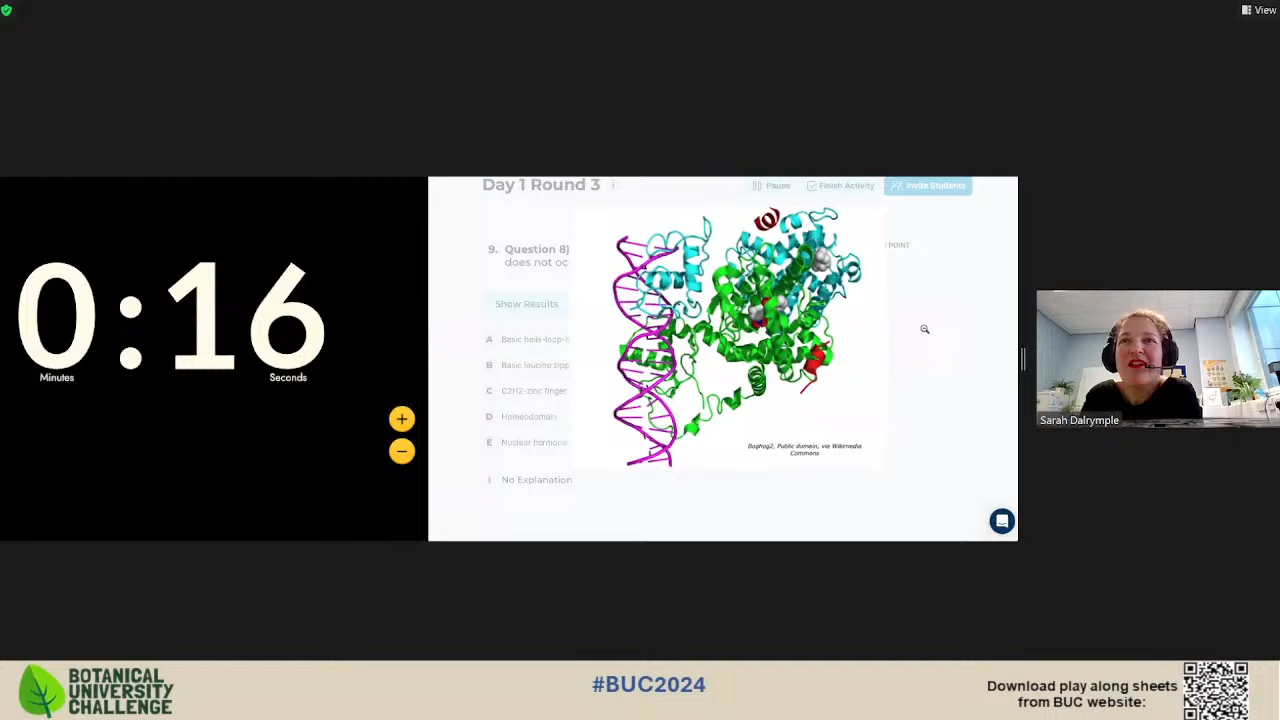 View
0:16
Minutes
Seconds
Day 1 Round 3
i
Pause
Finish Activity
Invite Students
9. Question 8)
does not oc
POINT
Show Results
A Basic helix-loop-h
B Basic leucine zipp
C C2H2-zinc finger
D Homeodomain
E Nuclear hormone
i No Explanation
Boghog2, Public domain, via Wikimedia
Commons
Sarah Dalrymple
BOTANICAL
UNIVERSITY
CHALLENGE
#BUC2024
Download play along sheets
from BUC website: